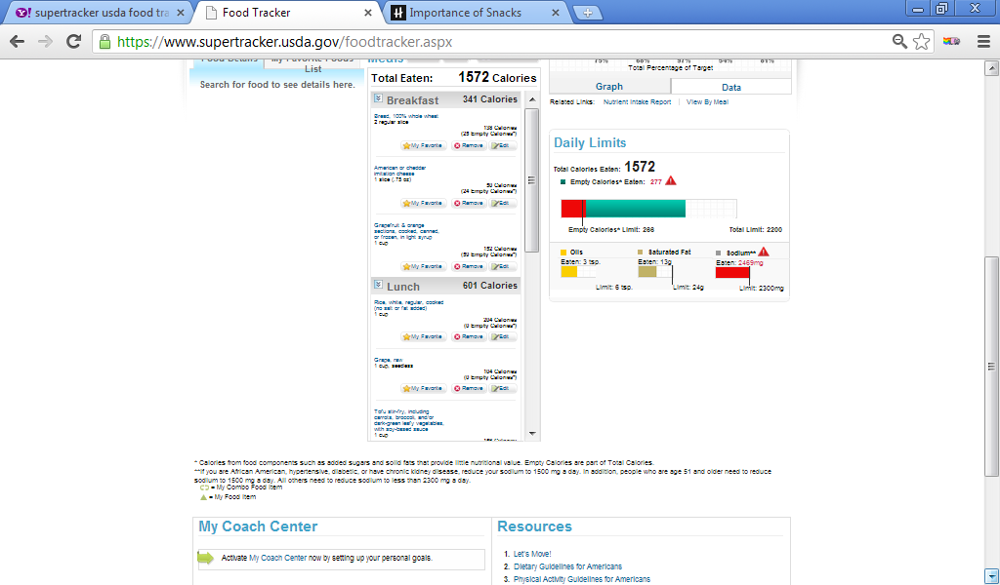 supertracker usda food tra
Food Tracker
Importance of Snacks
https://www.supertracker.usda.gov/foodtracker.aspx
Food Details
My Favorite Foods
List
Search for food to see details here.
Meals
Total Eaten: 1572 Calories
Breakfast 341 Calories
Bread, 100% whole wheat
2 regular slice
138 Calories
(25 Empty Calories*)
My Favorite Remove Edit
American or cheddar
imitation cheese
1 slice (.75 oz)
50 Calories
(24 Empty Calories*)
My Favorite Remove Edit
Grapefruit & orange
sections, cooked, canned,
or frozen, in light syrup
1 cup
152 Calories
Empty Calories*)
My Favorite Remove Edit
Lunch 601 Calories
Rice, white, regular, cooked
(no salt or fat added)
1 cup
204 Calories
(0 Empty Calories*)
My Favorite Remove Edit
Grape, raw
1 cup, seedless
104 Calories
(0 Empty Calories*)
My Favorite Remove Edit
Tofu stir-fry, including
carrots, broccoli, and/or
dark-green leafy vegetables,
with soy-based sauce
1 cup
Calories
Total Percentage of Target
Graph Data
Related Links: Nutrient Intake Report | View By Meal
Daily Limits
Total Calories Eaten: 1572
Empty Calories* Eaten: 277
Empty Calories* Limit: 266 Total Limit: 2200
Oils Saturated Fat Sodium**
Eaten: 3 tsp. Eaten: 13g Eaten: 2469mg
Limit: 6 tsp. Limit: 24g Limit: 2300mg
* Calories from food components such as added sugars and solid fats that provide little nutritional value. Empty Calories are part of Total Calories.
**If you are African American, hypertensive, diabetic, or have chronic kidney disease, reduce your sodium to 1500 mg a day. In addition, people who are age 51 and older need to reduce
sodium to 1500 mg a day. All others need to reduce sodium to less than 2300 mg a day.
= My Combo Food Item
= My Food Item
My Coach Center
Activate My Coach Center now by setting up your personal goals.
Resources
1. Let's Move!
2. Dietary Guidelines for Americans
3. Physical Activity Guidelines for Americans